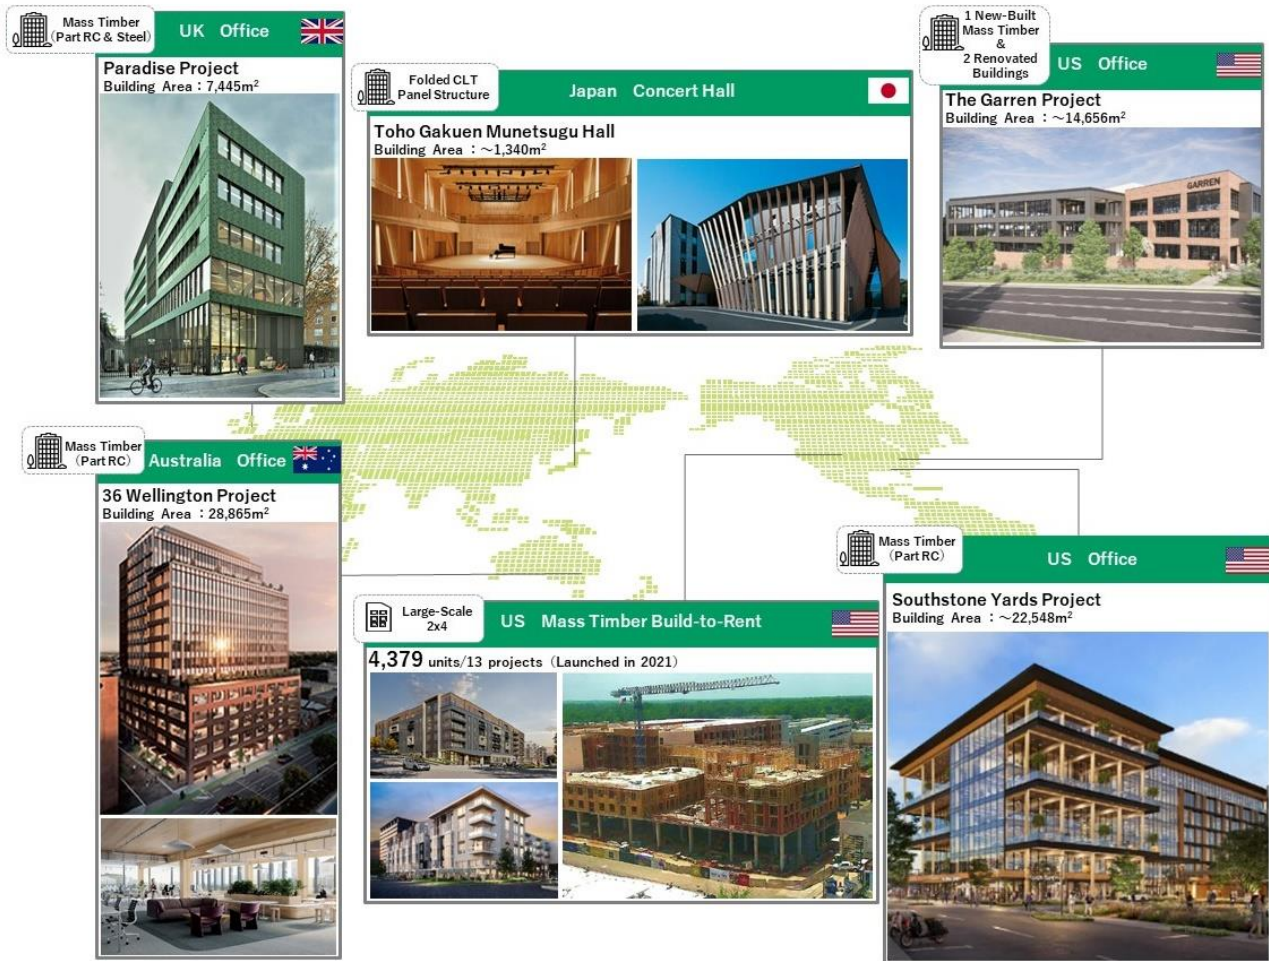 Mass Timber
(Part RC & Steel)
UK Office
Paradise Project
Building Area：7,445m²
Folded CLT
Panel Structure
Japan Concert Hall
Toho Gakuen Munetsugu Hall
Building Area：～1,340m²
1 New-Built
Mass Timber
&
2 Renovated
Buildings
US Office
The Garren Project
Building Area：～14,656m²
GARREN
Mass Timber
(Part RC)
Australia Office
36 Wellington Project
Building Area：28,865m²
Large-Scale
2x4
US Mass Timber Build-to-Rent
4,379 units/13 projects (Launched in 2021)
Mass Timber
(Part RC)
US Office
Southstone Yards Project
Building Area：～22,548m²